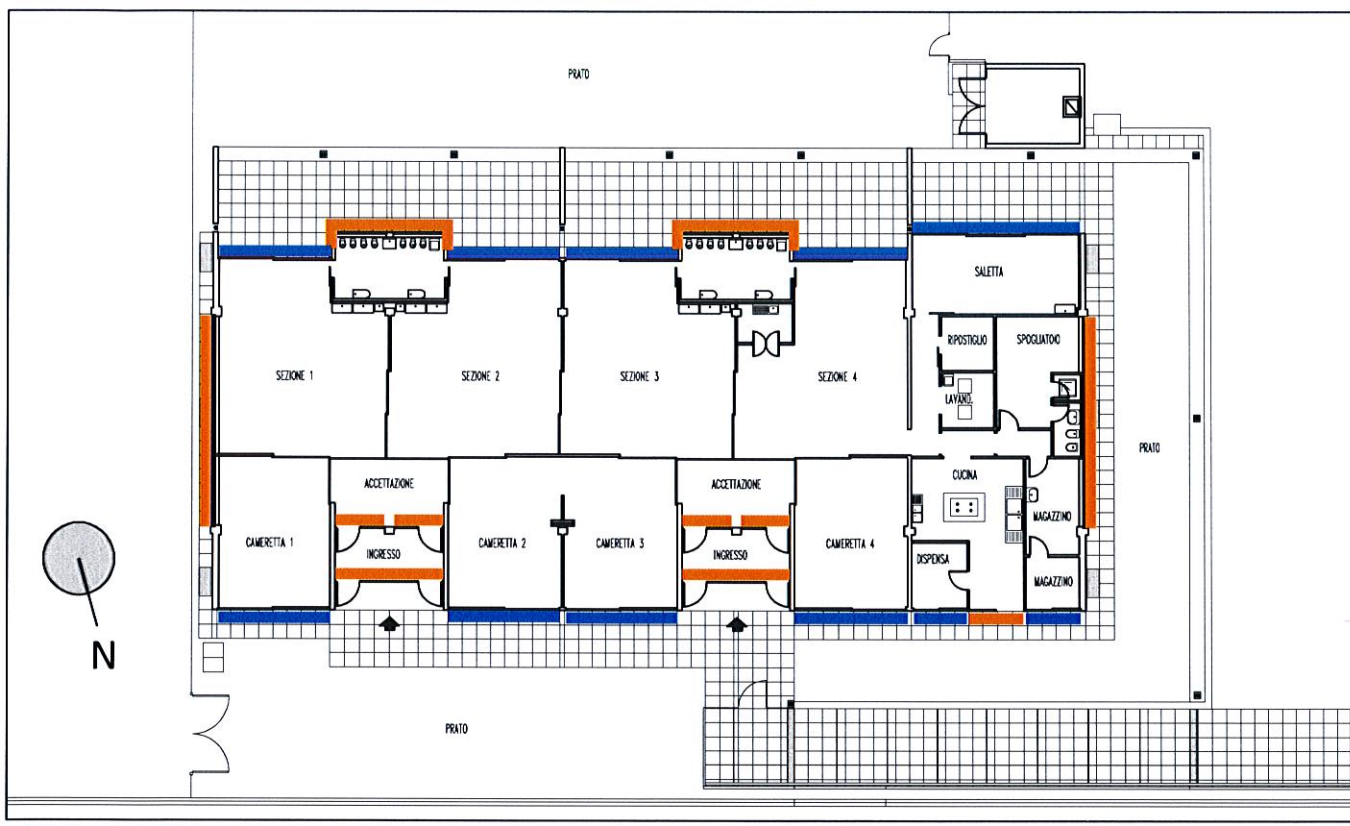 PRATO
SALETTA
RIPOSTIGLIO
SPOGLIATOIO
SEZIONE 1
SEZIONE 2
SEZIONE 3
SEZIONE 4
LAVAND.
PRATO
ACCETTAZIONE
ACCETTAZIONE
CUCINA
MAGAZZINO
CAMERETTA 1
INGRESSO
CAMERETTA 2
CAMERETTA 3
INGRESSO
CAMERETTA 4
DISPENSA
MAGAZZINO
N
PRATO